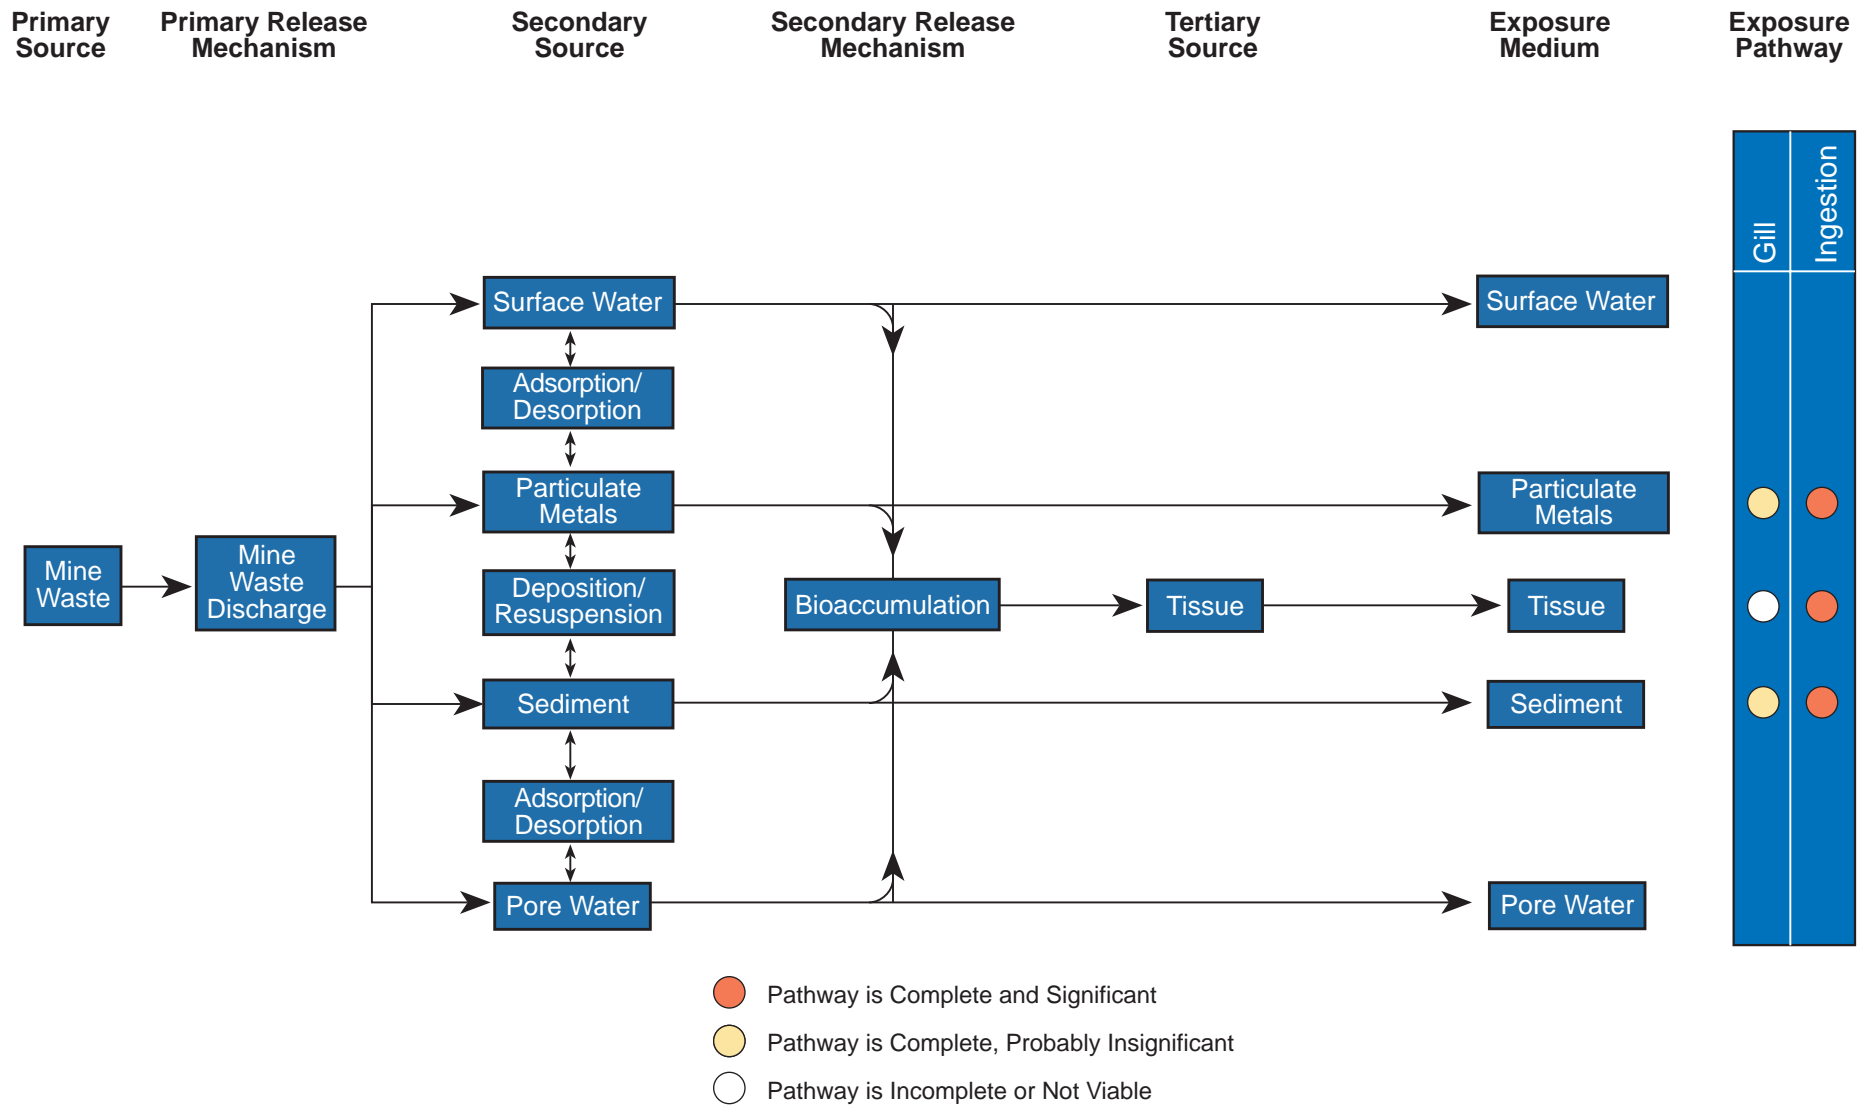 Primary
Source
Primary Release
Mechanism
Secondary
Source
Secondary Release
Mechanism
Tertiary
Source
Exposure
Medium
Exposure
Pathway
Gill
Ingestion
Surface Water
Surface Water
Adsorption/
Desorption
Particulate
Metals
Particulate
Metals
Mine
Waste
Mine
Waste
Discharge
Deposition/
Resuspension
Bioaccumulation
Tissue
Tissue
Sediment
Sediment
Adsorption/
Desorption
Pore Water
Pore Water
Pathway is Complete and Significant
Pathway is Complete, Probably Insignificant
Pathway is Incomplete or Not Viable